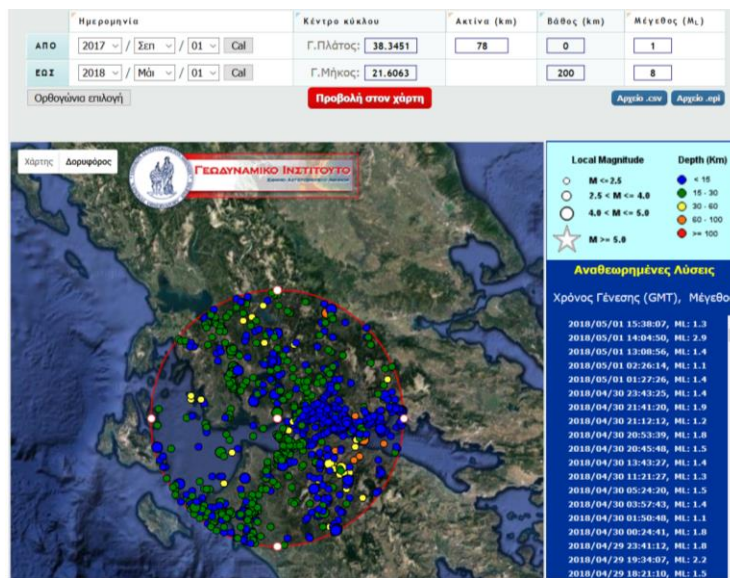 Ημερομηνία Κέντρο κύκλου Ακτίνα (km) Βάθος (km) Μέγεθος (ML)
ΑΠΟ 2017 / Σεπ / 01 Cal Γ.Πλάτος: 38.3451 78 0 1
ΕΩΣ 2018 / Μάι / 01 Cal Γ.Μήκος: 21.6063 200 8
Ορθογώνια επιλογή Προβολή στον χάρτη Αρχείο .csv Αρχείο .epi
Χάρτης Δορυφόρος
ΓΕΩΔΥΝΑΜΙΚΟ ΙΝΣΤΙΤΟΥΤΟ
Local Magnitude Depth (Km)
M <=2.5 < 15
2.5 < M <= 4.0 15 - 30
4.0 < M <= 5.0 30 - 60
60 - 100
M >= 5.0 >= 100
Αναθεωρημένες Λύσεις
Χρόνος Γένεσης (GMT), Μέγεθο
2018/05/01 15:38:07, ML: 1.3
2018/05/01 14:04:50, ML: 2.9
2018/05/01 13:08:56, ML: 1.4
2018/05/01 02:26:14, ML: 1.1
2018/05/01 01:27:26, ML: 1.4
2018/04/30 23:43:25, ML: 1.4
2018/04/30 21:41:20, ML: 1.9
2018/04/30 21:12:12, ML: 1.2
2018/04/30 20:53:39, ML: 1.8
2018/04/30 20:45:48, ML: 1.5
2018/04/30 13:43:27, ML: 1.4
2018/04/30 11:21:27, ML: 1.3
2018/04/30 05:24:20, ML: 1.5
2018/04/30 03:57:43, ML: 1.4
2018/04/30 01:50:48, ML: 1.1
2018/04/30 00:24:41, ML: 1.8
2018/04/29 23:41:12, ML: 1.8
2018/04/29 19:34:07, ML: 2.2
2018/04/29 18:21:10, ML: 1.5